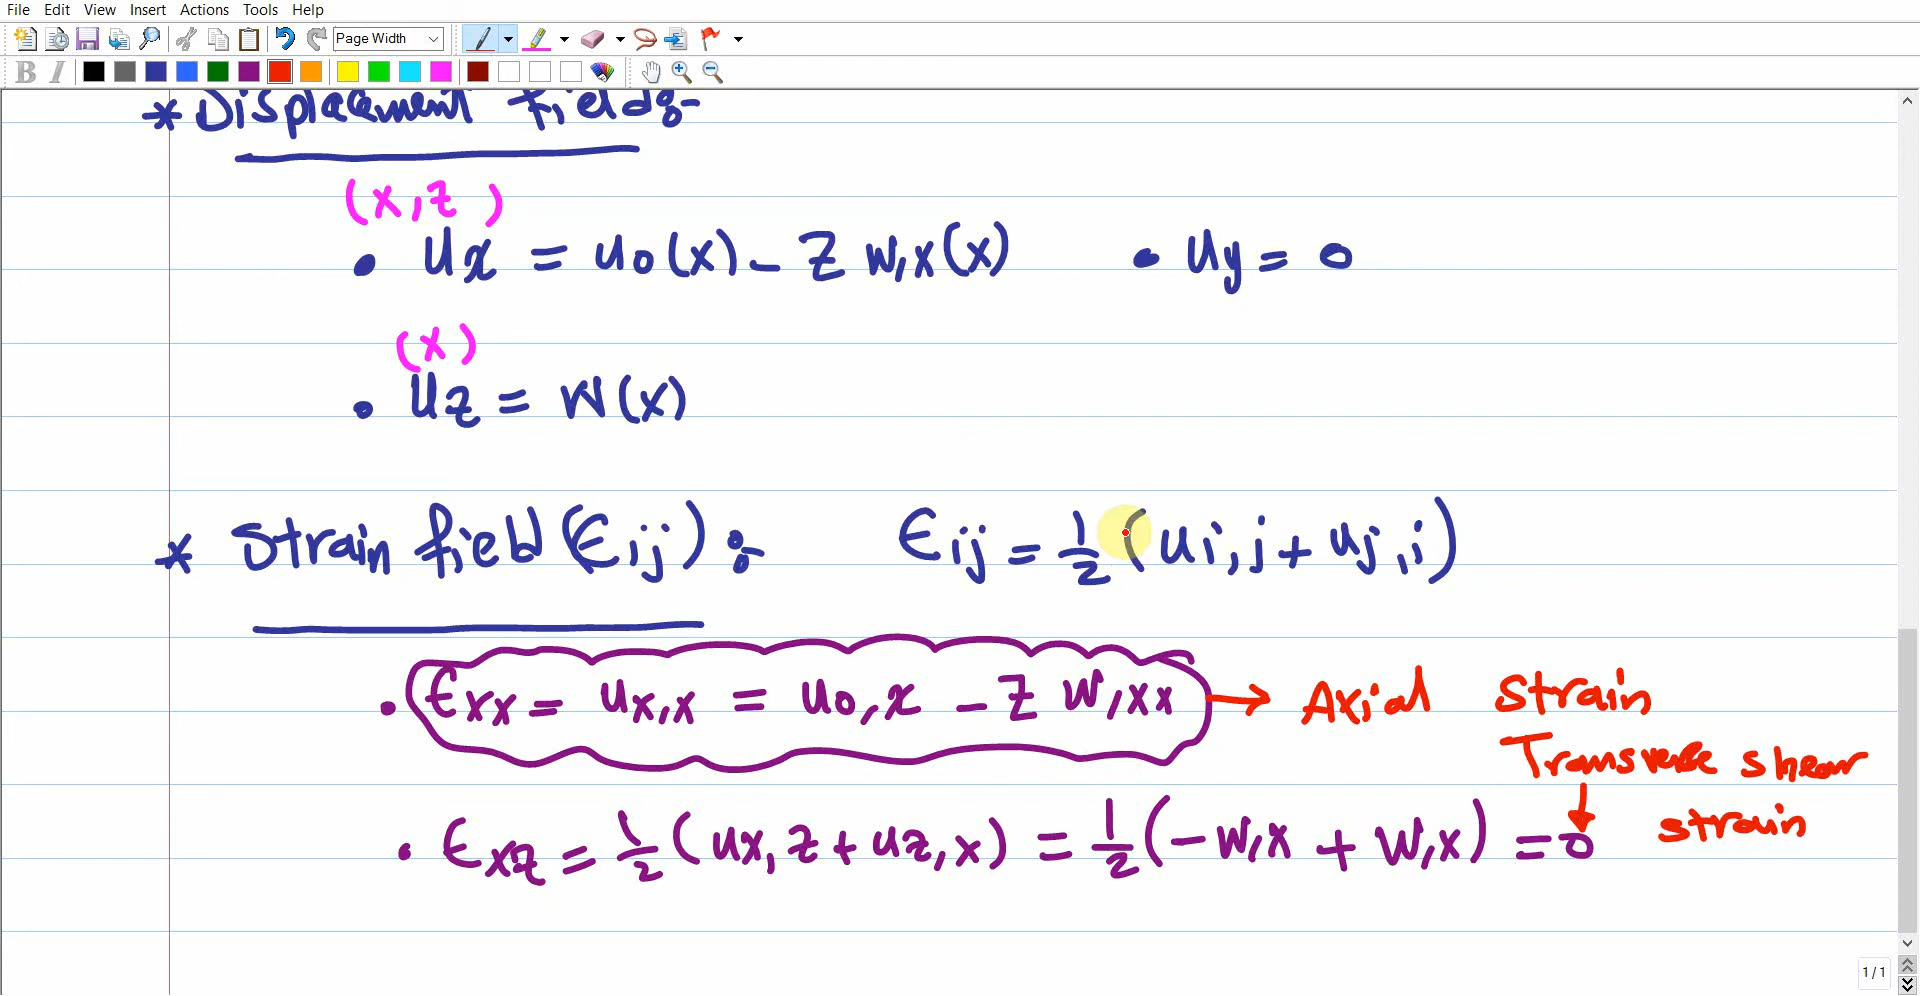 File Edit View Insert Actions Tools Help
Page Width
B I
* Displacement fields-
(x,z)
• ux = uo(x) - z w,x(x) • uy = 0
(x)
• uz = w(x)
* Strain field (ϵij) : ϵij = 1/2 (ui,j + uj,i)
• ϵxx = ux,x = uo,x - z w,xx → Axial strain
Transverse shear
strain
• ϵxz = 1/2 (ux,z + uz,x) = 1/2 (-w,x + w,x) = 0
1/1